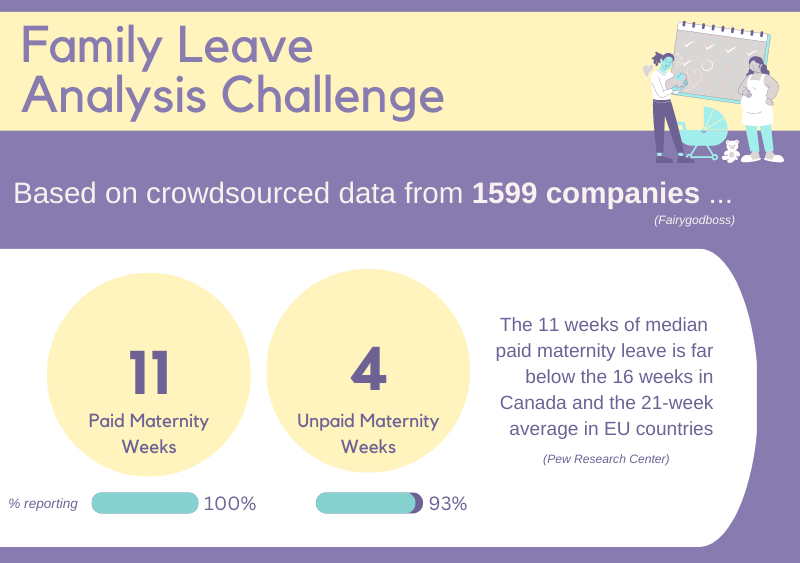 Family Leave
Analysis Challenge
Based on crowdsourced data from 1599 companies ...
(Fairygodboss)
11
Paid Maternity
Weeks
4
Unpaid Maternity
Weeks
The 11 weeks of median
paid maternity leave is far
below the 16 weeks in
Canada and the 21-week
average in EU countries
(Pew Research Center)
% reporting
100%
93%